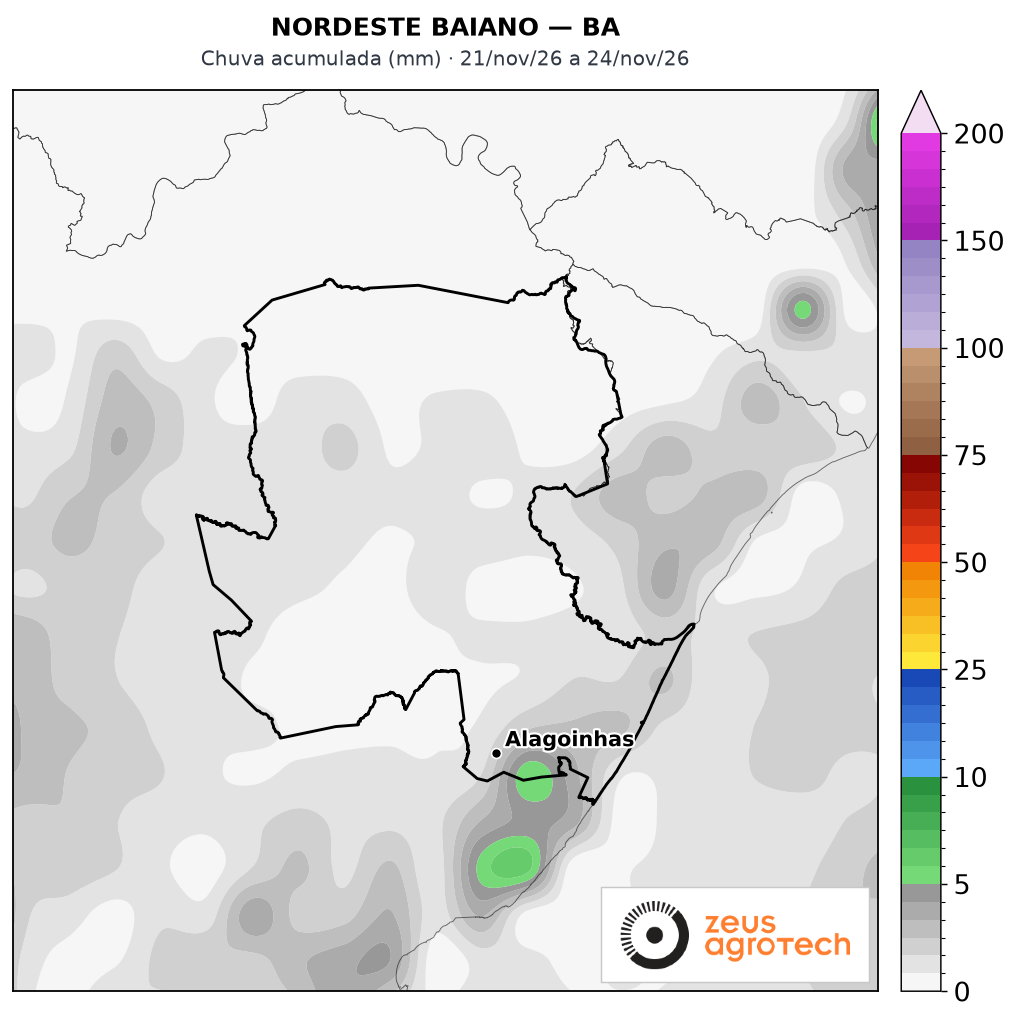 NORDESTE BAIANO — BA
Chuva acumulada (mm) · 21/nov/26 a 24/nov/26
200
150
100
75
50
25
10
5
0
Alagoinhas
zeus
agrotech